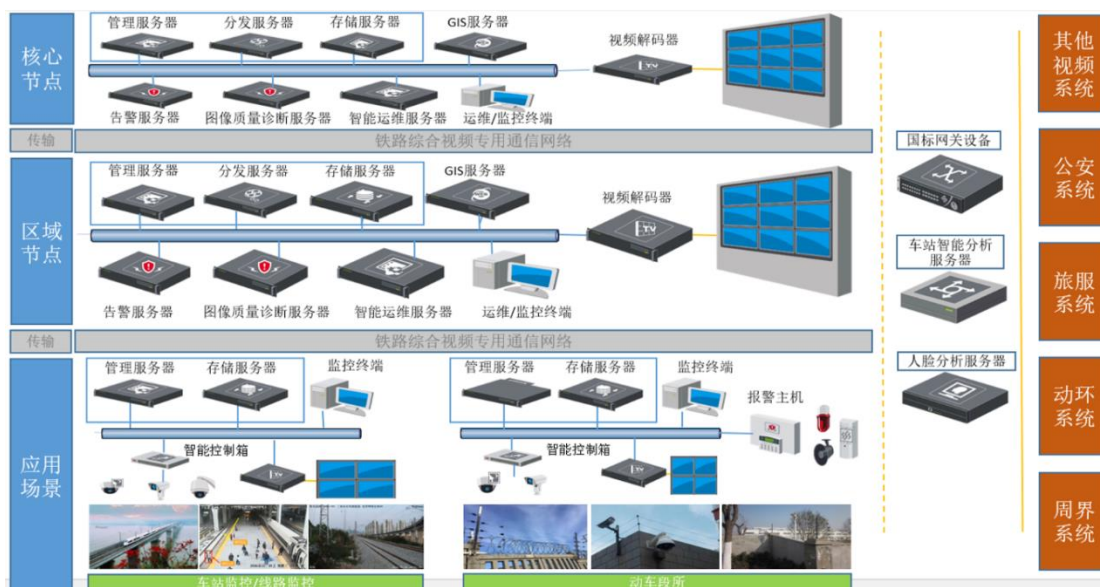 核心
节点
管理服务器
分发服务器
存储服务器
GIS服务器
视频解码器
告警服务器
图像质量诊断服务器
智能运维服务器
运维/监控终端
传输
铁路综合视频专用通信网络
区域
节点
管理服务器
分发服务器
存储服务器
GIS服务器
视频解码器
告警服务器
图像质量诊断服务器
智能运维服务器
运维/监控终端
传输
铁路综合视频专用通信网络
应用
场景
管理服务器
存储服务器
监控终端
智能控制箱
车站监控/线路监控
管理服务器
存储服务器
监控终端
报警主机
智能控制箱
动车段所
国标网关设备
车站智能分析
服务器
人脸分析服务器
其他
视频
系统
公安
系统
旅服
系统
动环
系统
周界
系统